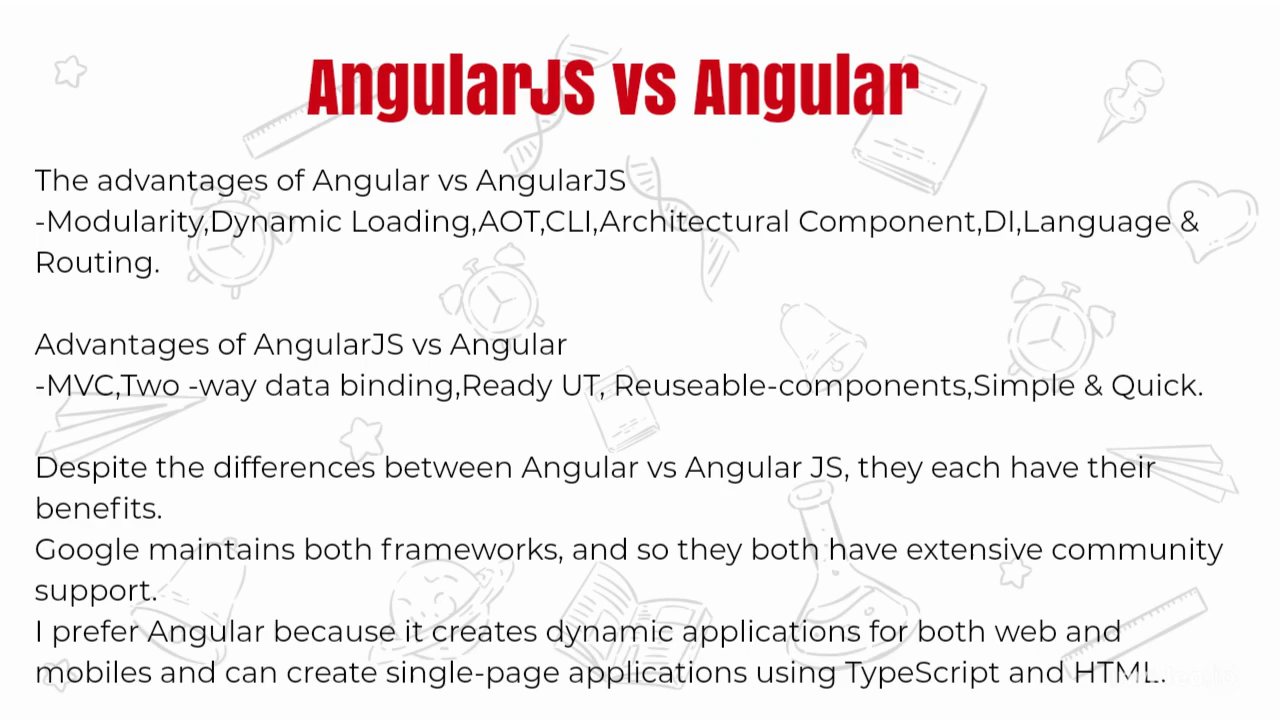 AngularJS vs Angular
The advantages of Angular vs AngularJS
-Modularity,Dynamic Loading,AOT,CLI,Architectural Component,DI,Language &
Routing.
Advantages of AngularJS vs Angular
-MVC,Two -way data binding,Ready UT, Reuseable-components,Simple & Quick.
Despite the differences between Angular vs Angular JS, they each have their
benefits.
Google maintains both frameworks, and so they both have extensive community
support.
I prefer Angular because it creates dynamic applications for both web and
mobiles and can create single-page applications using TypeScript and HTML.